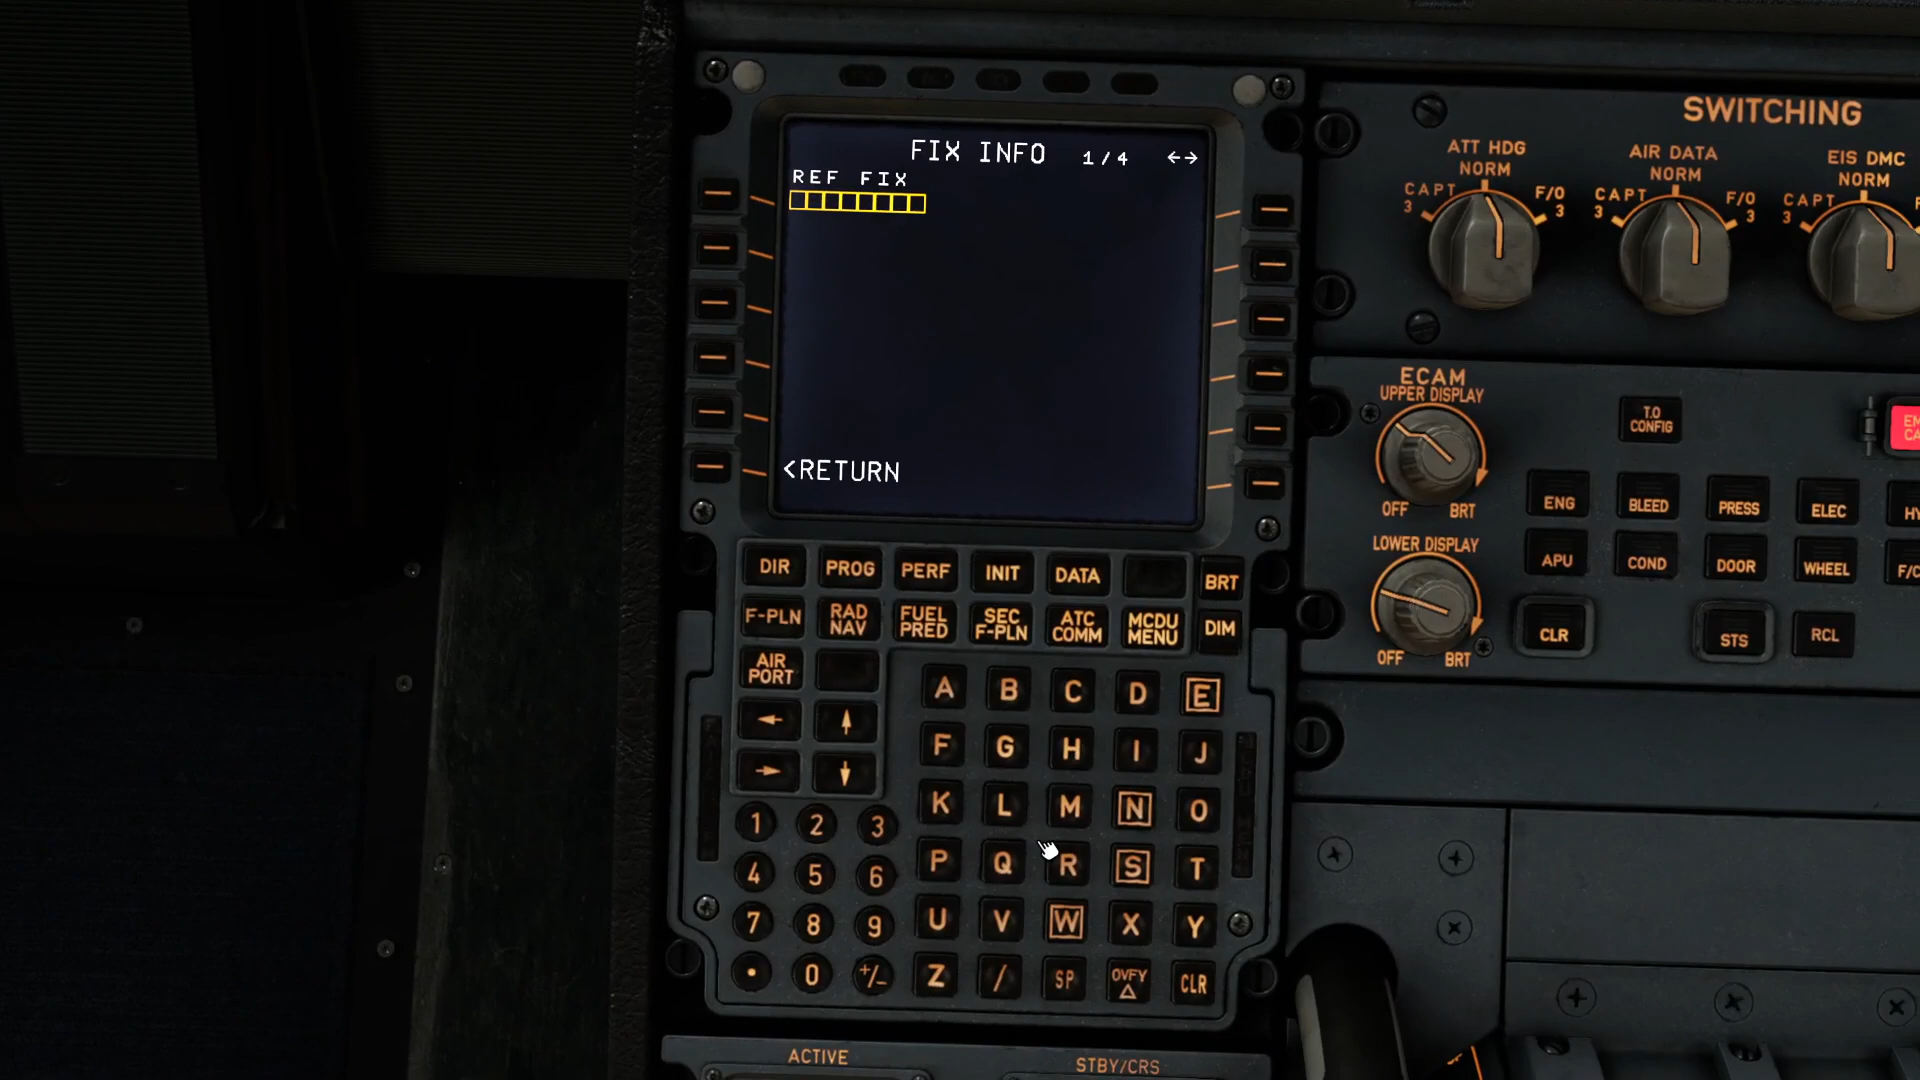 FIX INFO 1/4 ←→
REF FIX
<RETURN
DIR PROG PERF INIT DATA BRT
F-PLN RAD NAV FUEL PRED SEC F-PLN ATC COMM MCDU MENU DIM
AIR PORT
← ↑
→ ↓
A B C D E
F G H I J
K L M N O
P Q R S T
U V W X Y
Z / SP OVFY △ CLR
1 2 3
4 5 6
7 8 9
. 0 +/-
ACTIVE
STBY/CRS
SWITCHING
ATT HDG
NORM
CAPT
3
F/O
3
AIR DATA
NORM
CAPT
3
F/O
3
EIS DMC
NORM
CAPT
3
ECAM
UPPER DISPLAY
OFF
BRT
LOWER DISPLAY
OFF
BRT
T.O
CONFIG
ENG BLEED PRESS ELEC
APU COND DOOR WHEEL
CLR STS RCL